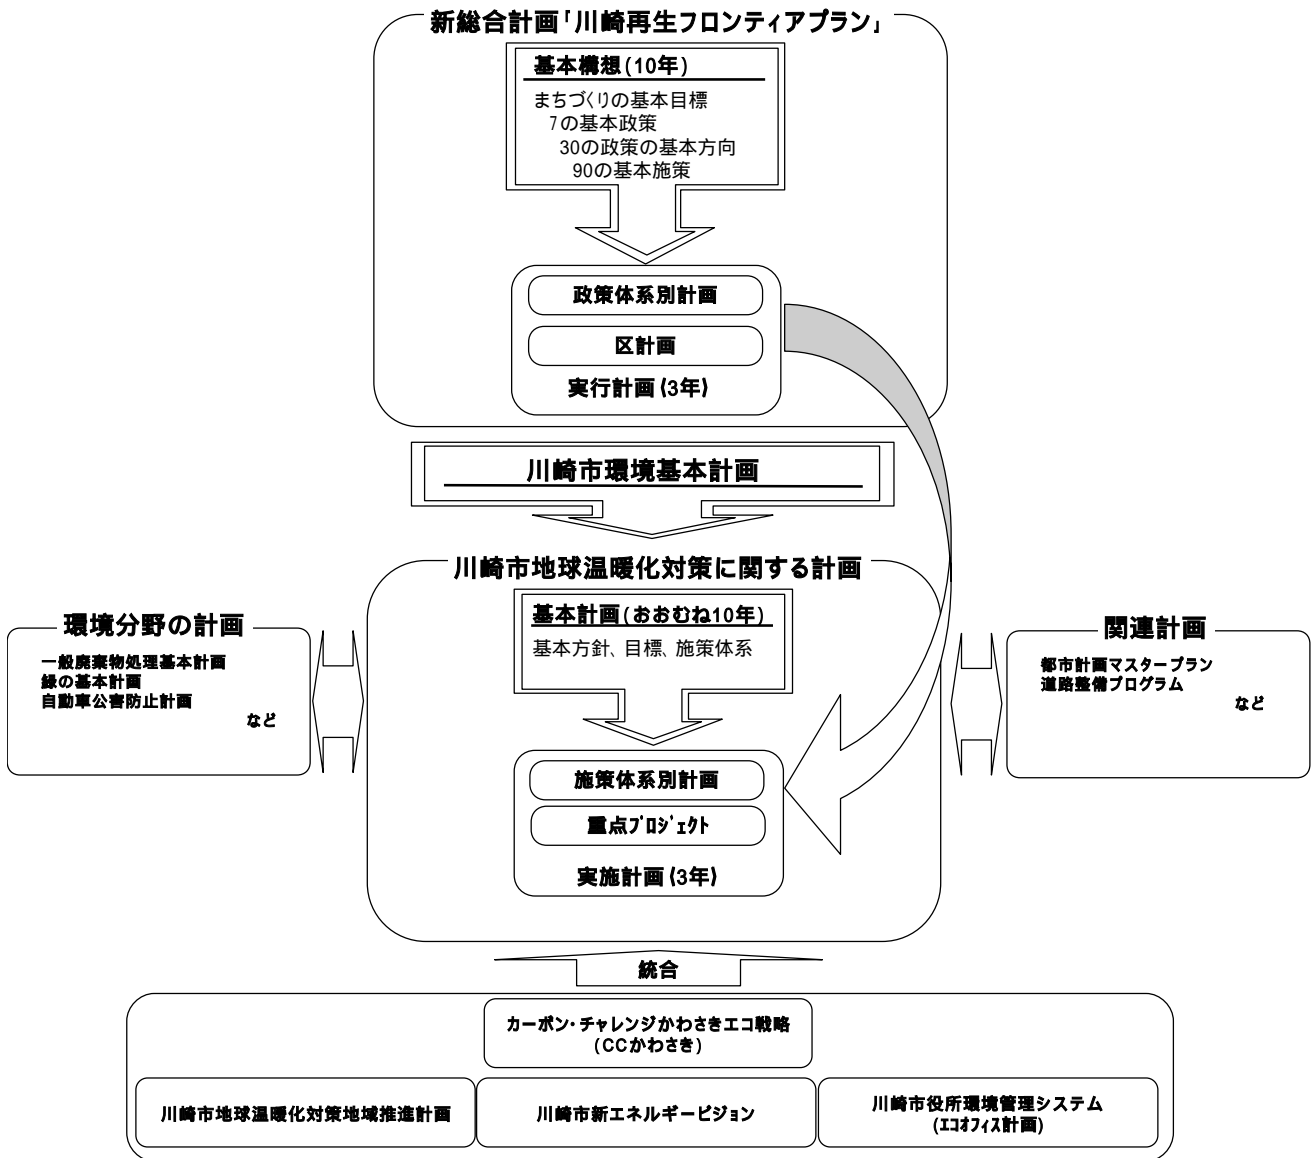 新総合計画「川崎再生フロンティアプラン」
基本構想(10年)
まちづくりの基本目標
7の基本政策
30の政策の基本方向
90の基本施策
政策体系別計画
区計画
実行計画(3年)
川崎市環境基本計画
川崎市地球温暖化対策に関する計画
基本計画(おおむね10年)
基本方針、目標、施策体系
施策体系別計画
重点ﾌﾟﾛｼﾞｪｸﾄ
実施計画(3年)
環境分野の計画
一般廃棄物処理基本計画
緑の基本計画
自動車公害防止計画
など
関連計画
都市計画マスタープラン
道路整備プログラム
など
統合
カーボン・チャレンジかわさきエコ戦略
(CCかわさき)
川崎市地球温暖化対策地域推進計画
川崎市新エネルギービジョン
川崎市役所環境管理システム
(ｴｺｵﾌｨｽ計画)